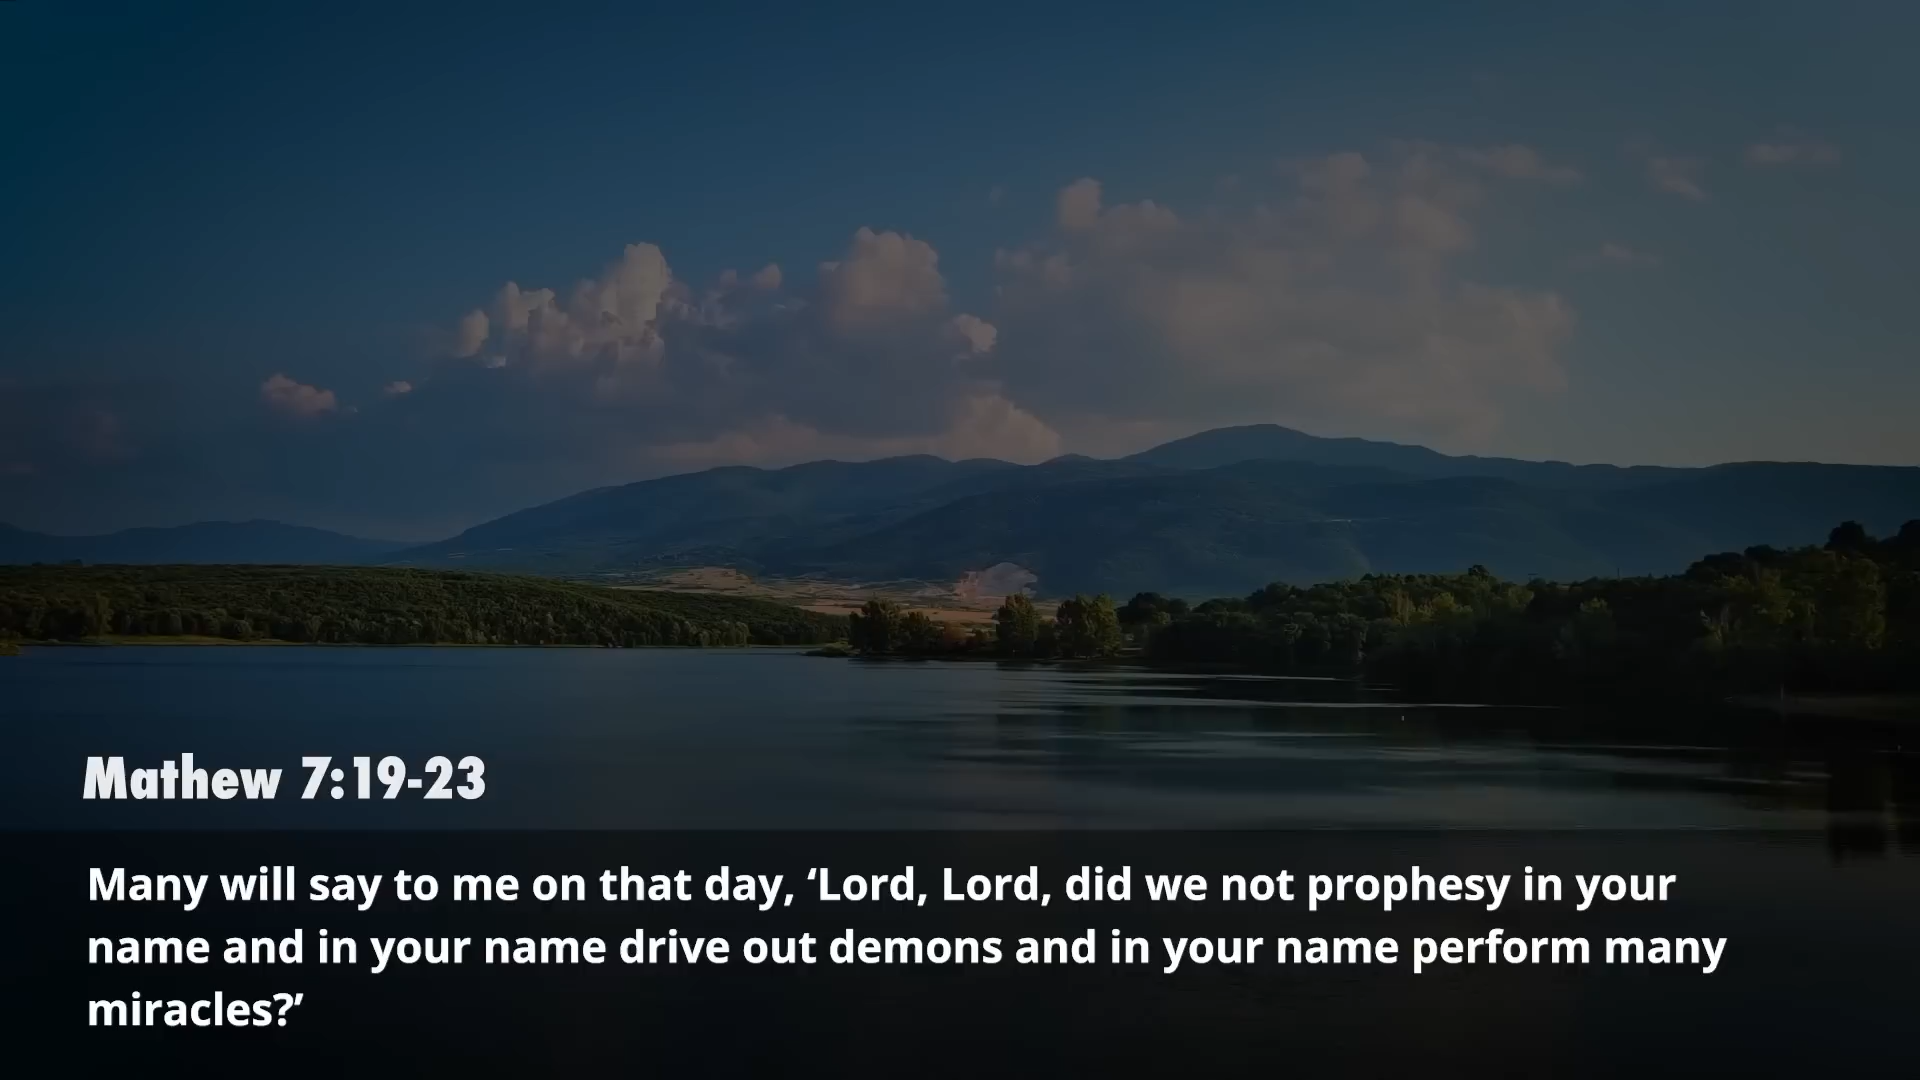 Mathew 7:19-23
Many will say to me on that day, ‘Lord, Lord, did we not prophesy in your
name and in your name drive out demons and in your name perform many
miracles?’